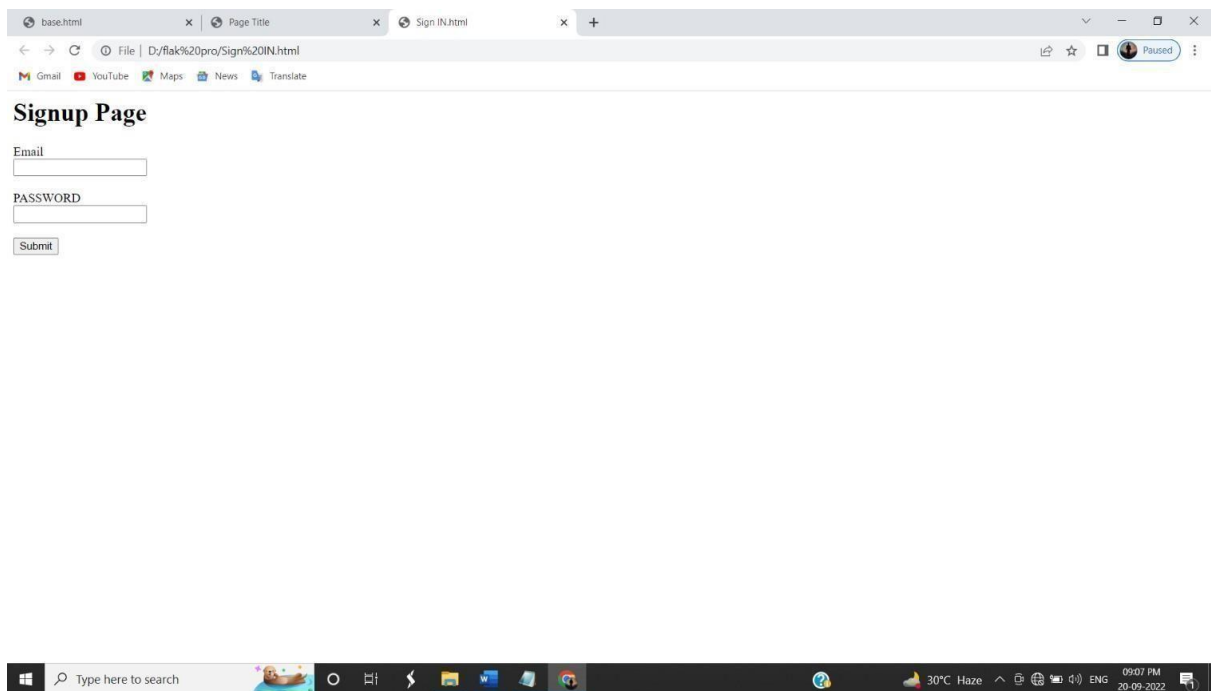 base.html
Page Title
Sign IN.html
File | D:/flak%20pro/Sign%20IN.html
Paused
Gmail YouTube Maps News Translate
Signup Page
Email
PASSWORD
Submit
Type here to search
30°C Haze
ENG
09:07 PM
20-09-2022